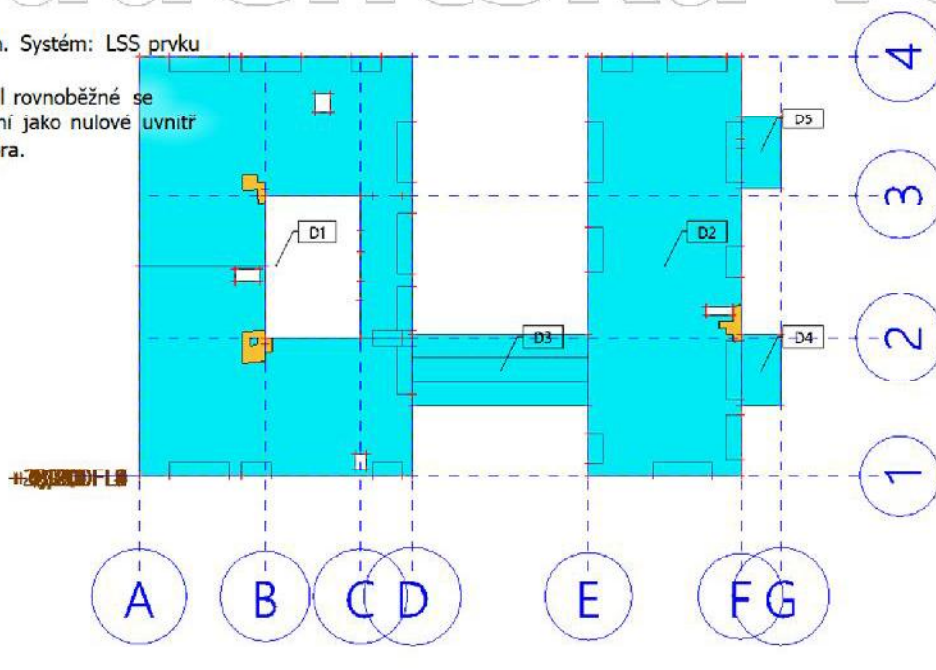 Systém: LSS prvku
rovnoběžné se
ní jako nulové uvnitř
ra.
D1
D2
D3
D4
D5
4
3
2
1
A
B
C
D
E
F
G